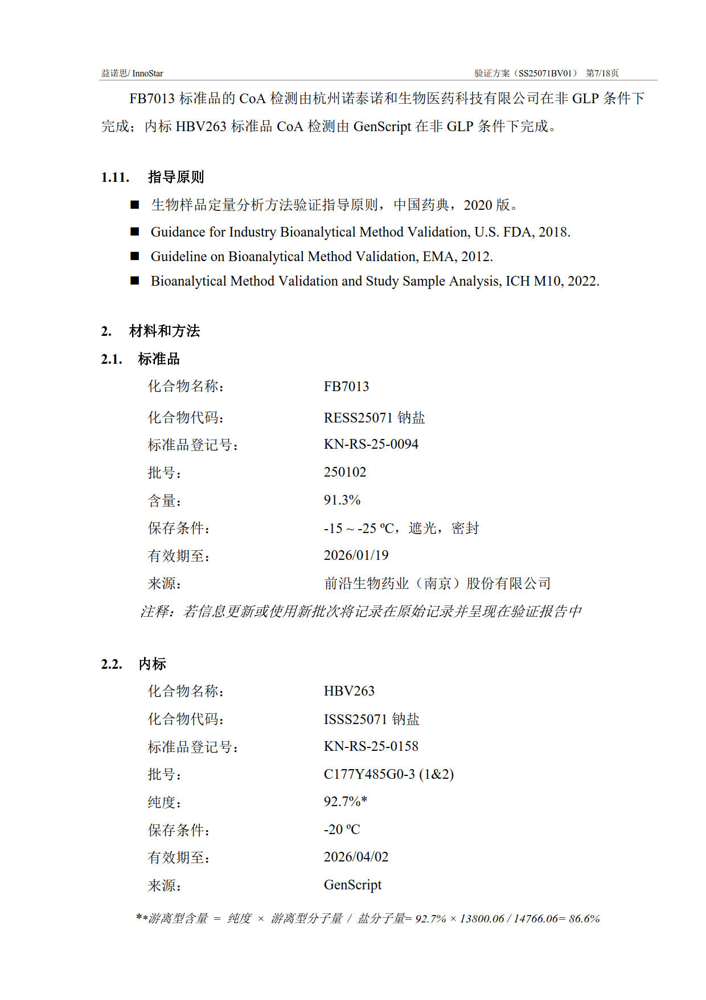 益诺思/ InnoStar 验证方案（SS25071BV01） 第7/18页
FB7013 标准品的 CoA 检测由杭州诺泰诺和生物医药科技有限公司在非 GLP 条件下
完成；内标 HBV263 标准品 CoA 检测由 GenScript 在非 GLP 条件下完成。
1.11. 指导原则
■ 生物样品定量分析方法验证指导原则，中国药典，2020 版。
■ Guidance for Industry Bioanalytical Method Validation, U.S. FDA, 2018.
■ Guideline on Bioanalytical Method Validation, EMA, 2012.
■ Bioanalytical Method Validation and Study Sample Analysis, ICH M10, 2022.
2. 材料和方法
2.1. 标准品
化合物名称： FB7013
化合物代码： RESS25071 钠盐
标准品登记号： KN-RS-25-0094
批号： 250102
含量： 91.3%
保存条件： -15 ~ -25 ºC，遮光，密封
有效期至： 2026/01/19
来源： 前沿生物药业（南京）股份有限公司
注释：若信息更新或使用新批次将记录在原始记录并呈现在验证报告中
2.2. 内标
化合物名称： HBV263
化合物代码： ISSS25071 钠盐
标准品登记号： KN-RS-25-0158
批号： C177Y485G0-3 (1&2)
纯度： 92.7%*
保存条件： -20 ºC
有效期至： 2026/04/02
来源： GenScript
**游离型含量 = 纯度 × 游离型分子量 / 盐分子量= 92.7% × 13800.06 / 14766.06= 86.6%